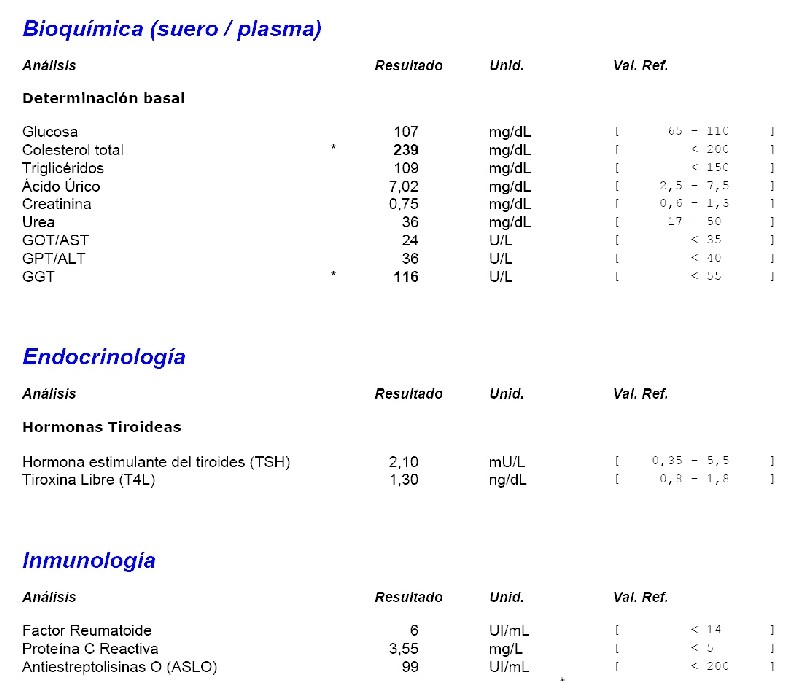 Bioquímica (suero / plasma)
Análisis Resultado Unid. Val. Ref.
Determinación basal
Glucosa 107 mg/dL [ 65 - 110 ]
Colesterol total * 239 mg/dL [ < 200 ]
Triglicéridos 109 mg/dL [ < 150 ]
Ácido Úrico 7,02 mg/dL [ 2,5 - 7,5 ]
Creatinina 0,75 mg/dL [ 0,6 - 1,3 ]
Urea 36 mg/dL [ 17 - 50 ]
GOT/AST 24 U/L [ < 35 ]
GPT/ALT 36 U/L [ < 40 ]
GGT * 116 U/L [ < 55 ]
Endocrinología
Análisis Resultado Unid. Val. Ref.
Hormonas Tiroideas
Hormona estimulante del tiroides (TSH) 2,10 mU/L [ 0,35 - 5,5 ]
Tiroxina Libre (T4L) 1,30 ng/dL [ 0,8 - 1,8 ]
Inmunología
Análisis Resultado Unid. Val. Ref.
Factor Reumatoide 6 UI/mL [ < 14 ]
Proteína C Reactiva 3,55 mg/L [ < 5 ]
Antiestreptolisinas O (ASLO) 99 UI/mL [ < 200 ]